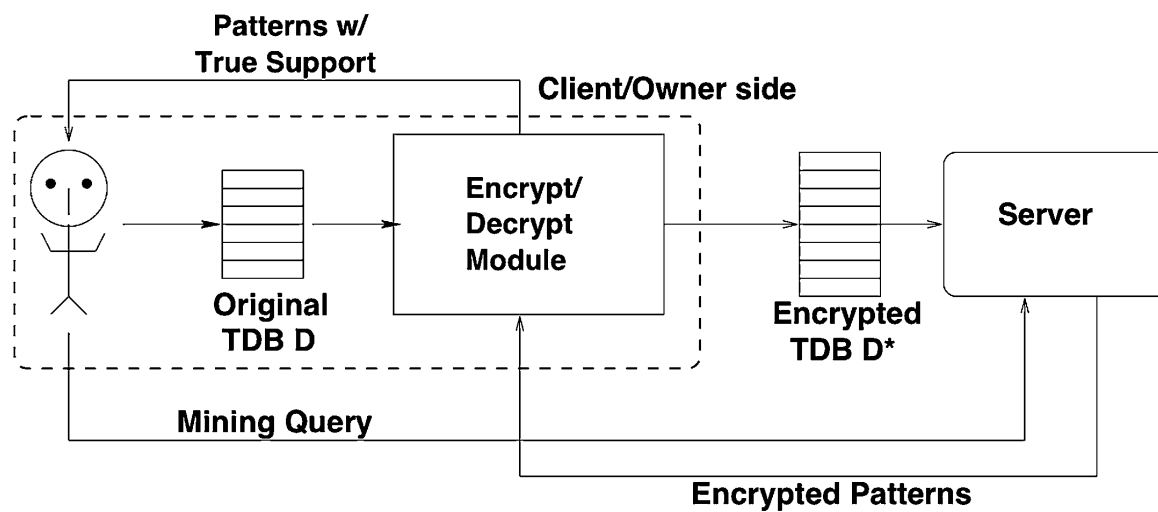 Patterns w/
True Support
Client/Owner side
Encrypt/
Decrypt
Module
Server
Original
TDB D
Encrypted
TDB D*
Mining Query
Encrypted Patterns